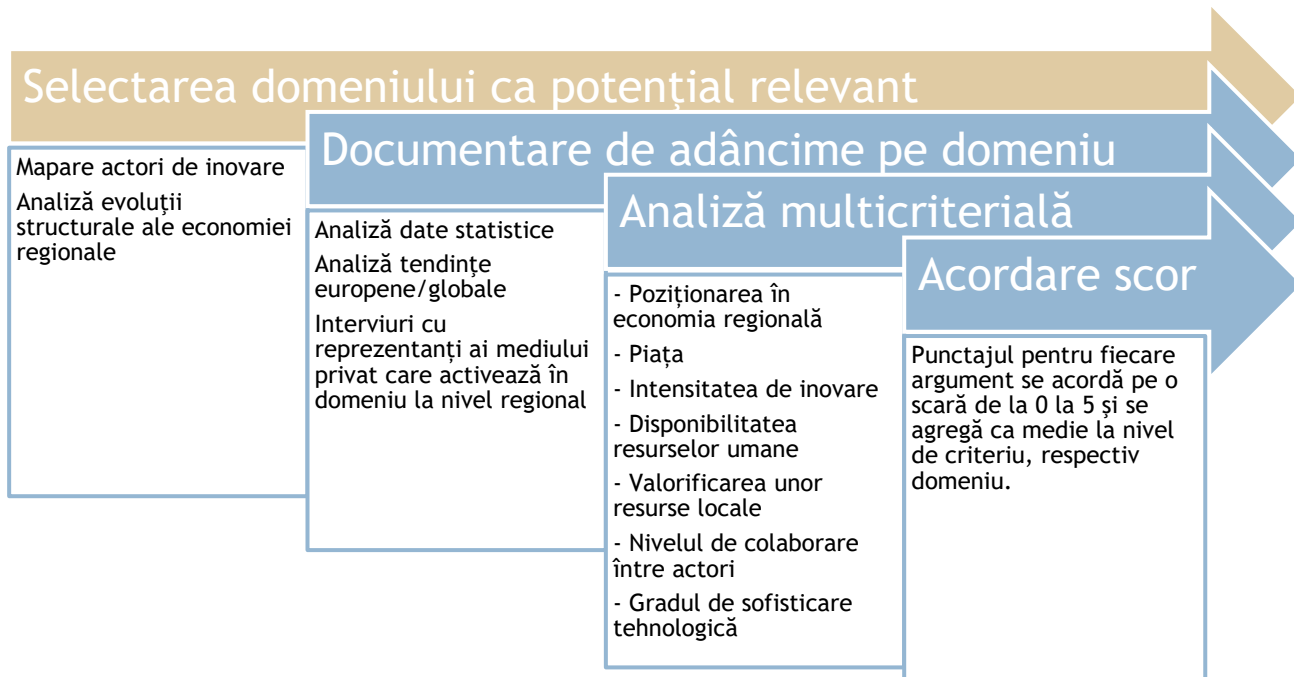 Selectarea domeniului ca potențial relevant
Mapare actori de inovare
Analiză evoluţii
structurale ale economiei
regionale
Documentare de adâncime pe domeniu
Analiză date statistice
Analiză tendinţe
europene/globale
Interviuri cu
reprezentanți ai mediului
privat care activează în
domeniu la nivel regional
Analiză multicriterială
- Poziționarea în
economia regională
- Piața
- Intensitatea de inovare
- Disponibilitatea
resurselor umane
- Valorificarea unor
resurse locale
- Nivelul de colaborare
între actori
- Gradul de sofisticare
tehnologică
Acordare scor
Punctajul pentru fiecare
argument se acordă pe o
scară de la 0 la 5 şi se
agregă ca medie la nivel
de criteriu, respectiv
domeniu.